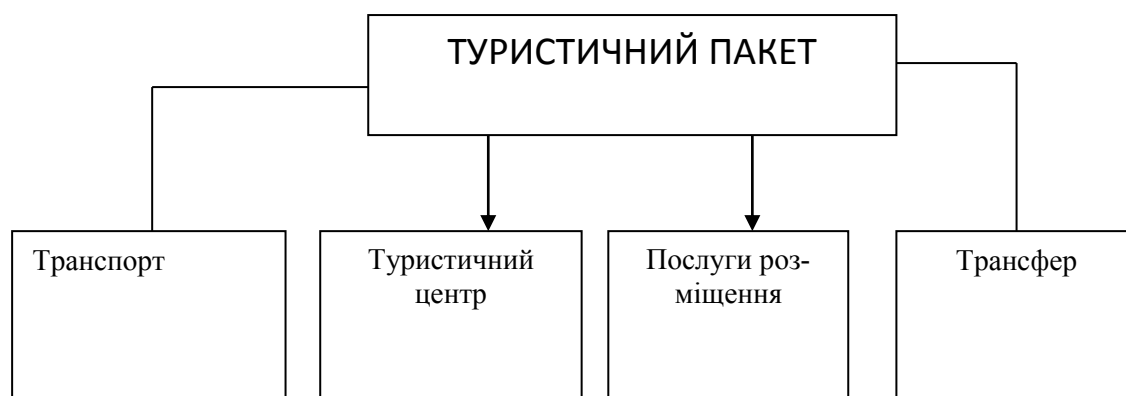 ТУРИСТИЧНИЙ ПАКЕТ
Транспорт
Туристичний
центр
Послуги роз-
міщення
Трансфер